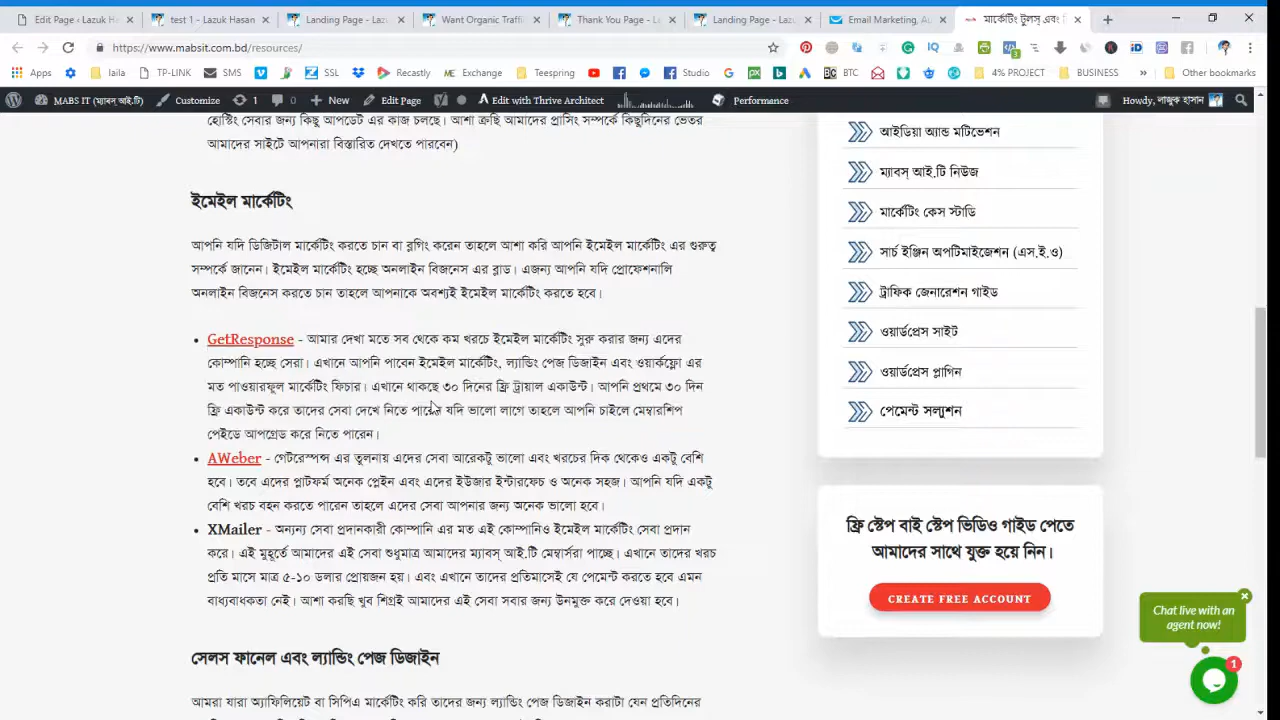 Edit Page ‹ Lazuk H
test 1 - Lazuk Hasan
Landing Page - Lazu
Want Organic Traffi
Thank You Page - L
Landing Page - Lazu
Email Marketing, Au
মার্কেটিং টুলস্ এবং
https://www.mabsit.com.bd/resources/
Apps
laila
TP-LINK
SMS
SSL
Recastly
Exchange
Teespring
Studio
BTC
4% PROJECT
BUSINESS
Other bookmarks
MABS IT (ম্যাবস্ আই.টি)
Customize
1
0
New
Edit Page
Edit with Thrive Architect
Performance
Howdy, লাজুক হাসান
হোস্টিং সেবার জন্য কিছু আপডেট এর কাজ চলছে। আশা ক্রছি আমাদের প্রাসিং সম্পর্কে কিছুদিনের ভেতর
আমাদের সাইটে আপনারা বিস্তারিত দেখতে পারবেন)
ইমেইল মার্কেটিং
আপনি যদি ডিজিটাল মার্কেটিং করতে চান বা ব্লগিং করেন তাহলে আশা করি আপনি ইমেইল মার্কেটিং এর গুরুত্ব
সম্পর্কে জানেন। ইমেইল মার্কেটিং হচ্ছে অনলাইন বিজনেস এর ব্লাড। এজন্য আপনি যদি প্রোফেশনালি
অনলাইন বিজনেস করতে চান তাহলে আপনাকে অবশ্যই ইমেইল মার্কেটিং করতে হবে।
• GetResponse - আমার দেখা মতে সব থেকে কম খরচে ইমেইল মার্কেটিং সুরু করার জন্য এদের
কোম্পানি হচ্ছে সেরা। এখানে আপনি পাবেন ইমেইল মার্কেটিং, ল্যান্ডিং পেজ ডিজাইন এবং ওয়ার্কফ্লো এর
মত পাওয়ারফুল মার্কেটিং ফিচার। এখানে থাকছে ৩০ দিনের ফ্রি ট্রায়াল একাউন্ট। আপনি প্রথমে ৩০ দিন
ফ্রি একাউন্ট করে তাদের সেবা দেখে নিতে পারেন যদি ভালো লাগে তাহলে আপনি চাইলে মেম্বারশিপ
পেইডে আপগ্রেড করে নিতে পারেন।
• AWeber - গেটরেস্পন্স এর তুলনায় এদের সেবা আরেকটু ভালো এবং খরচের দিক থেকেও একটু বেশি
হবে। তবে এদের প্লাটফর্ম অনেক প্লেইন এবং এদের ইউজার ইন্টারফেচ ও অনেক সহজ। আপনি যদি একটু
বেশি খরচ বহন করতে পারেন তাহলে এদের সেবা আপনার জন্য অনেক ভালো হবে।
• XMailer - অন্যন্য সেবা প্রদানকারী কোম্পানি এর মত এই কোম্পানিও ইমেইল মার্কেটিং সেবা প্রদান
করে। এই মুহূর্তে আমাদের এই সেবা শুধুমাত্র আমাদের ম্যাবস্ আই.টি মেম্বার্সরা পাচ্ছে। এখানে তাদের খরচ
প্রতি মাসে মাত্র ৫-১০ ডলার প্রোয়জন হয়। এবং এখানে তাদের প্রতিমাসেই যে পেমেন্ট করতে হবে এমন
বাধ্যবাধকতা নেই। আশা করছি খুব শিগ্রই আমাদের এই সেবা সবার জন্য উনমুক্ত করে দেওয়া হবে।
সেলস ফানেল এবং ল্যান্ডিং পেজ ডিজাইন
আমরা যারা অ্যাফিলিয়েট বা সিপিএ মার্কেটিং করি তাদের জন্য ল্যান্ডিং পেজ ডিজাইন করাটা যেন প্রতিদিনের
আইডিয়া অ্যান্ড মটিভেশন
ম্যাবস্ আই.টি নিউজ
মার্কেটিং কেস স্টাডি
সার্চ ইঞ্জিন অপটিমাইজেশন (এস.ই.ও)
ট্রাফিক জেনারেশন গাইড
ওয়ার্ডপ্রেস সাইট
ওয়ার্ডপ্রেস প্লাগিন
পেমেন্ট সল্যুশন
ফ্রি স্টেপ বাই স্টেপ ভিডিও গাইড পেতে
আমাদের সাথে যুক্ত হয়ে নিন।
CREATE FREE ACCOUNT
Chat live with an
agent now!
1